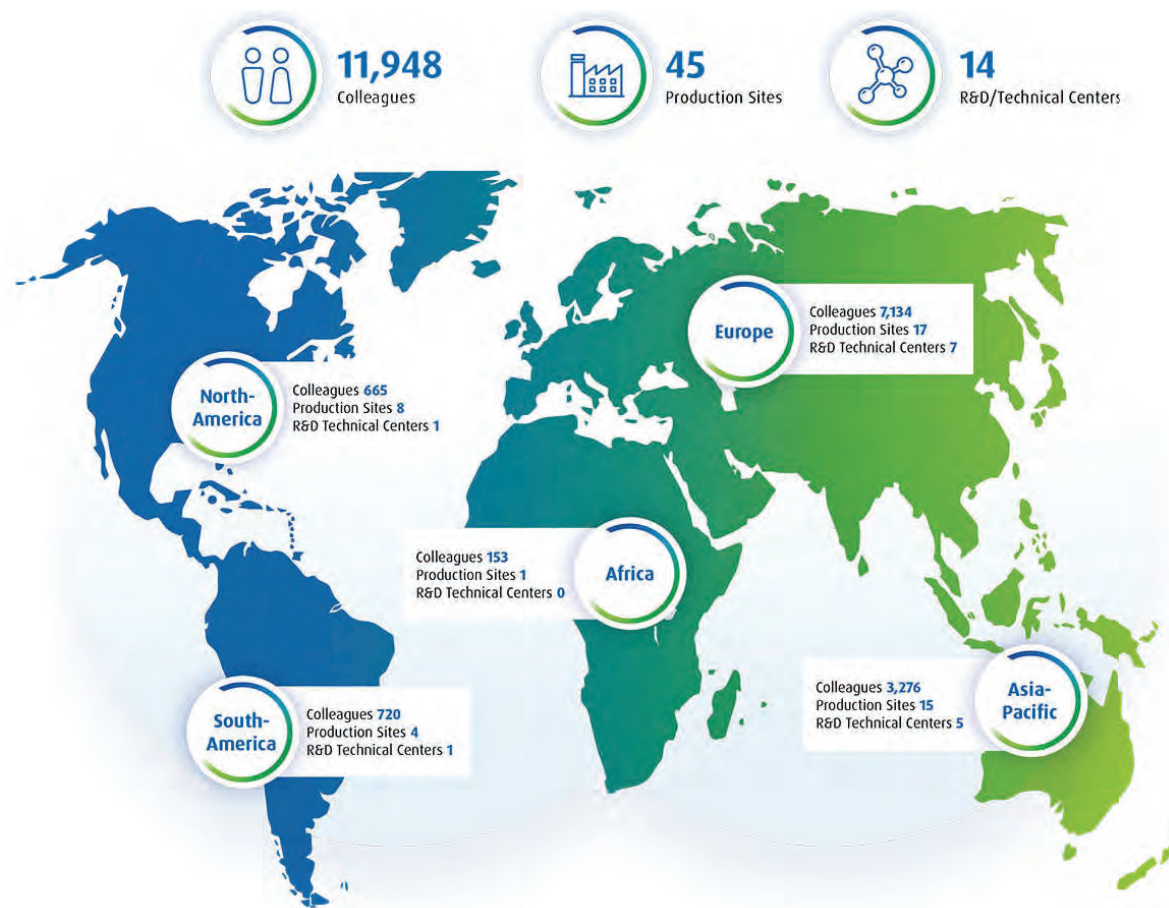 11,948
Colleagues
45
Production Sites
14
R&D/Technical Centers
Europe
Colleagues 7,134
Production Sites 17
R&D Technical Centers 7
North-
America
Colleagues 665
Production Sites 8
R&D Technical Centers 1
Colleagues 153
Production Sites 1
R&D Technical Centers 0
Africa
South-
America
Colleagues 720
Production Sites 4
R&D Technical Centers 1
Colleagues 3,276
Production Sites 15
R&D Technical Centers 5
Asia-
Pacific